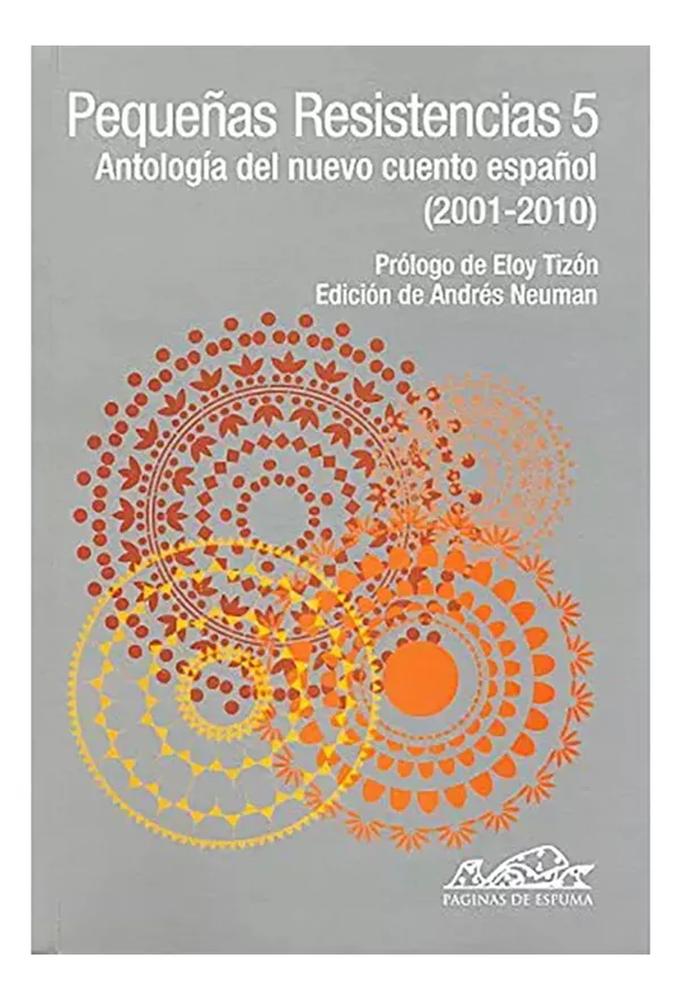 Pequeñas Resistencias 5
Antología del nuevo cuento español
(2001-2010)
Prólogo de Eloy Tizón
Edición de Andrés Neuman
PÁGINAS DE ESPUMA